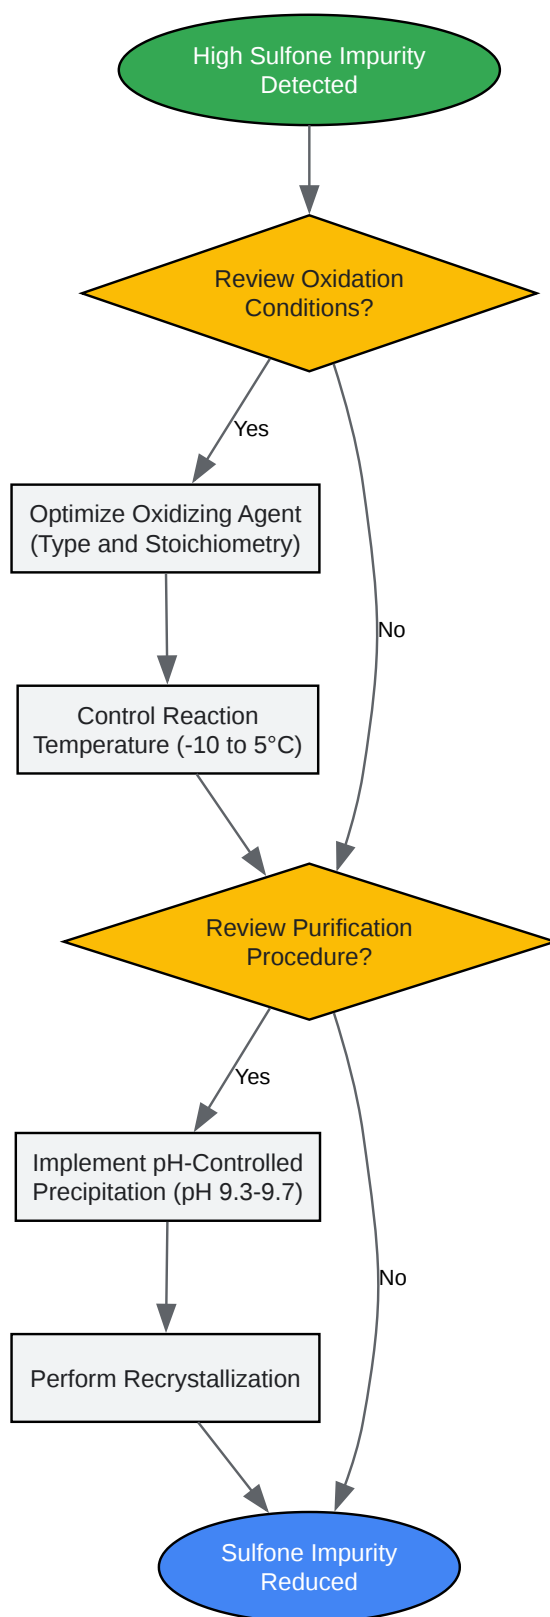 High Sulfone Impurity
Detected
Review Oxidation
Conditions?
Yes
Optimize Oxidizing Agent
(Type and Stoichiometry)
No
Control Reaction
Temperature (-10 to 5°C)
Review Purification
Procedure?
Yes
Implement pH-Controlled
Precipitation (pH 9.3-9.7)
No
Perform Recrystallization
Sulfone Impurity
Reduced